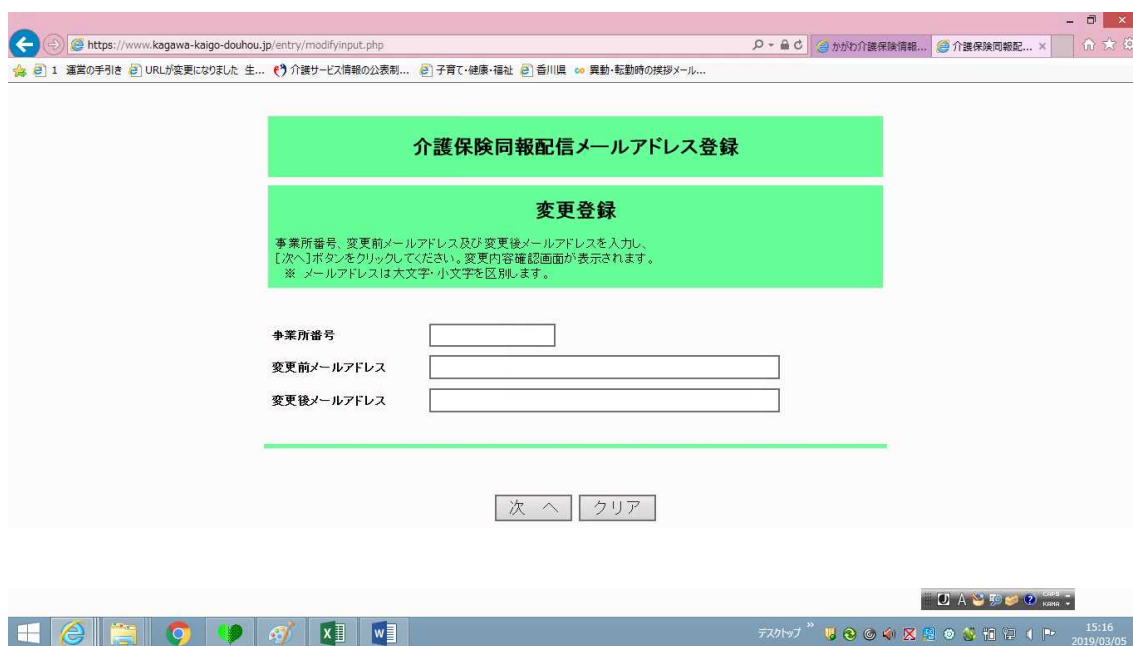 https://www.kagawa-kaigo-douhou.jp/entry/modifyinput.php
かがわ介護保険情報...
介護保険同報配... ×
1 運営の手引き
URLが変更になりました 生...
介護サービス情報の公表制...
子育て・健康・福祉
香川県
異動・転勤時の挨拶メール...
介護保険同報配信メールアドレス登録
変更登録
事業所番号、変更前メールアドレス及び変更後メールアドレスを入力し、
[次へ]ボタンをクリックしてください。変更内容確認画面が表示されます。
※ メールアドレスは大文字・小文字を区別します。
事業所番号
変更前メールアドレス
変更後メールアドレス
次 へ
クリア
A
CAPS
KANA
デスクトップ
15:16
2019/03/05